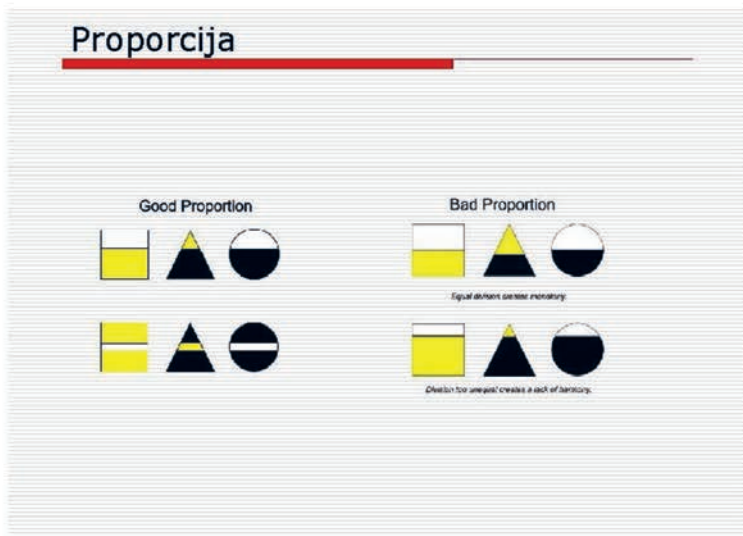 Proporcija
Good Proportion
Bad Proportion
Equal division creates monotony.
Division too unequal creates a lack of harmony.